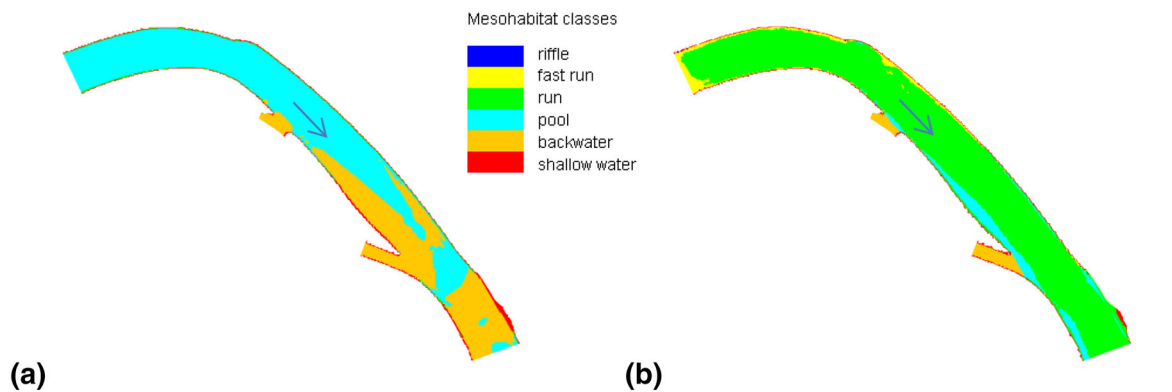 Mesohabitat classes
riffle
fast run
run
pool
backwater
shallow water
(a)
(b)